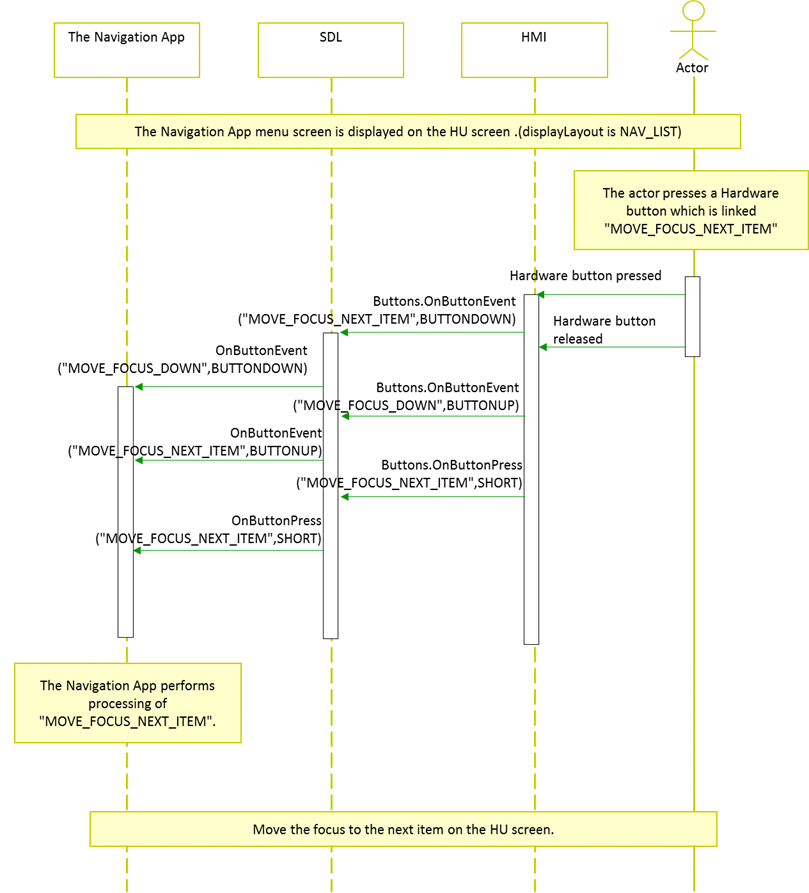 The Navigation App
SDL
HMI
Actor
The Navigation App menu screen is displayed on the HU screen .(displayLayout is NAV_LIST)
The actor presses a Hardware
button which is linked
"MOVE_FOCUS_NEXT_ITEM"
Hardware button pressed
Buttons.OnButtonEvent
("MOVE_FOCUS_NEXT_ITEM",BUTTONDOWN)
Hardware button
released
OnButtonEvent
("MOVE_FOCUS_DOWN",BUTTONDOWN)
Buttons.OnButtonEvent
("MOVE_FOCUS_DOWN",BUTTONUP)
OnButtonEvent
("MOVE_FOCUS_NEXT_ITEM",BUTTONUP)
Buttons.OnButtonPress
("MOVE_FOCUS_NEXT_ITEM",SHORT)
OnButtonPress
("MOVE_FOCUS_NEXT_ITEM",SHORT)
The Navigation App performs
processing of
"MOVE_FOCUS_NEXT_ITEM".
Move the focus to the next item on the HU screen.